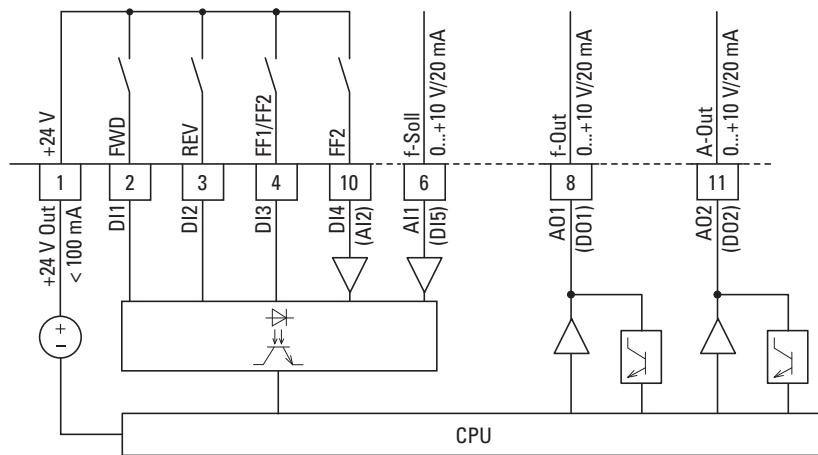 +24 V
FWD
REV
FF1/FF2
FF2
f-Soll
0...+10 V/20 mA
f-Out
0...+10 V/20 mA
A-Out
0...+10 V/20 mA
1
2
3
4
10
6
8
11
+24 V Out
< 100 mA
DI1
DI2
DI3
DI4
(AI2)
AI1
(DI5)
AO1
(DO1)
AO2
(DO2)
+
−
CPU